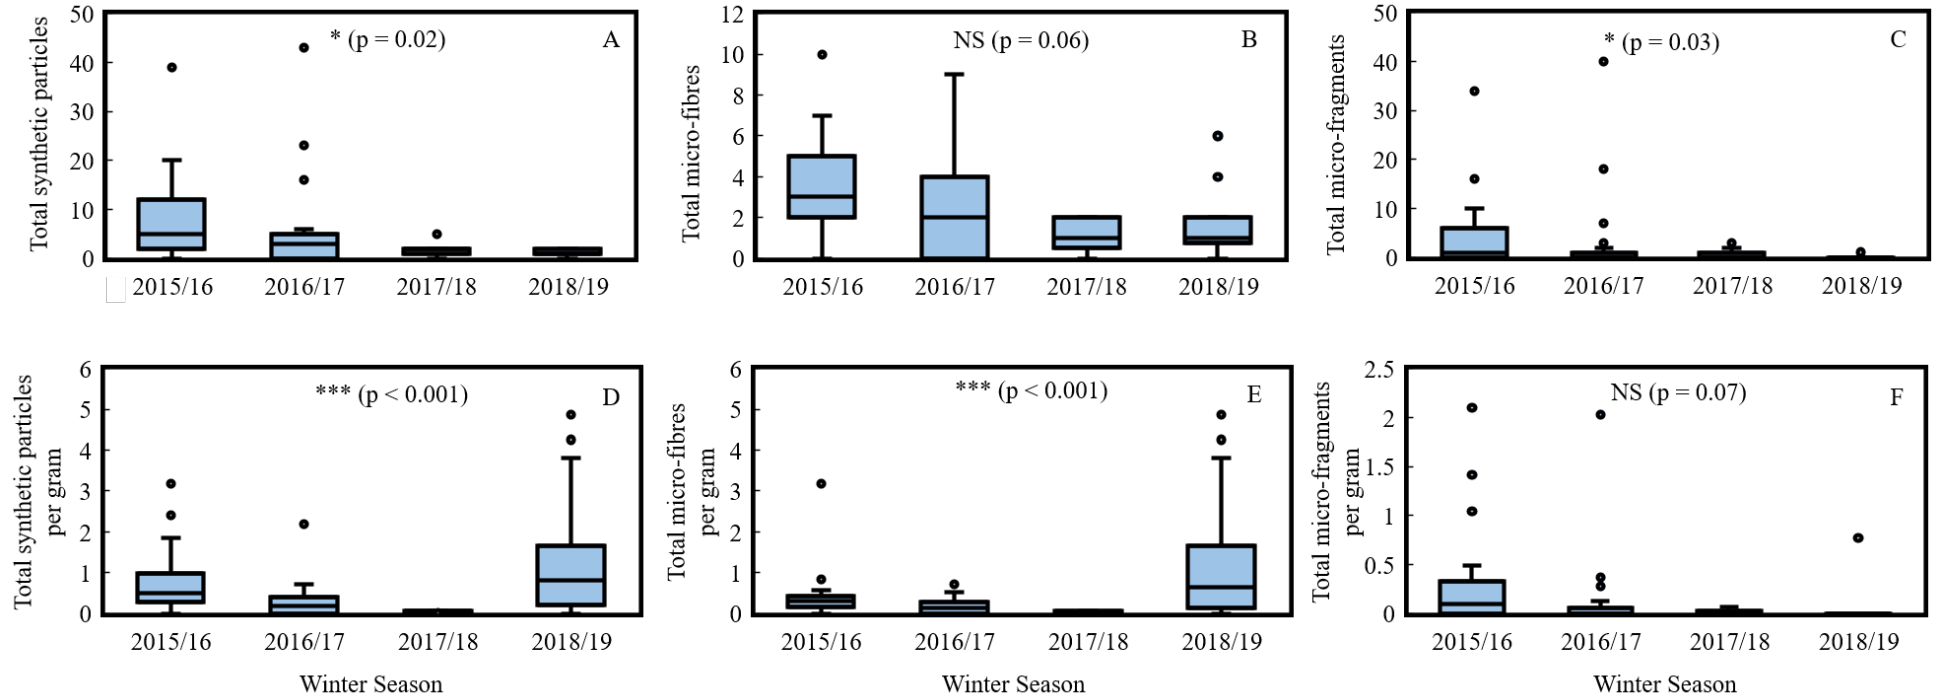 Total synthetic particles
50
40
30
20
10
0
* (p = 0.02)
A
2015/16 2016/17 2017/18 2018/19
Total micro-fibres
12
10
8
6
4
2
0
NS (p = 0.06)
B
2015/16 2016/17 2017/18 2018/19
Total micro-fragments
50
40
30
20
10
0
* (p = 0.03)
C
2015/16 2016/17 2017/18 2018/19
Total synthetic particles
per gram
6
5
4
3
2
1
0
*** (p < 0.001)
D
2015/16 2016/17 2017/18 2018/19
Winter Season
Total micro-fibres
per gram
6
5
4
3
2
1
0
*** (p < 0.001)
E
2015/16 2016/17 2017/18 2018/19
Winter Season
Total micro-fragments
per gram
2.5
2
1.5
1
0.5
0
NS (p = 0.07)
F
2015/16 2016/17 2017/18 2018/19
Winter Season